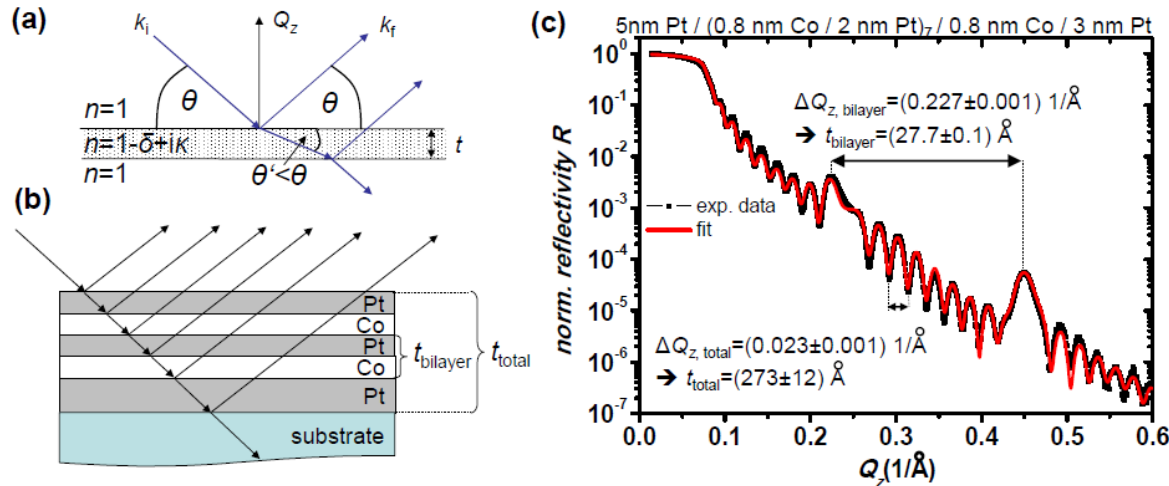 (a)
k_i
Q_z
k_f
θ
θ
n=1
n=1-δ+iκ
n=1
θ'<θ
t
(b)
Pt
Co
Pt
Co
Pt
substrate
t_bilayer
t_total
(c)
5nm Pt / (0.8 nm Co / 2 nm Pt)_7 / 0.8 nm Co / 3 nm Pt
norm. reflectivity R
10^0
10^-1
10^-2
10^-3
10^-4
10^-5
10^-6
10^-7
ΔQ_z, bilayer=(0.227±0.001) 1/Å
➔ t_bilayer=(27.7±0.1) Å
exp. data
fit
ΔQ_z, total=(0.023±0.001) 1/Å
➔ t_total=(273±12) Å
0.0 0.1 0.2 0.3 0.4 0.5 0.6
Q_z(1/Å)